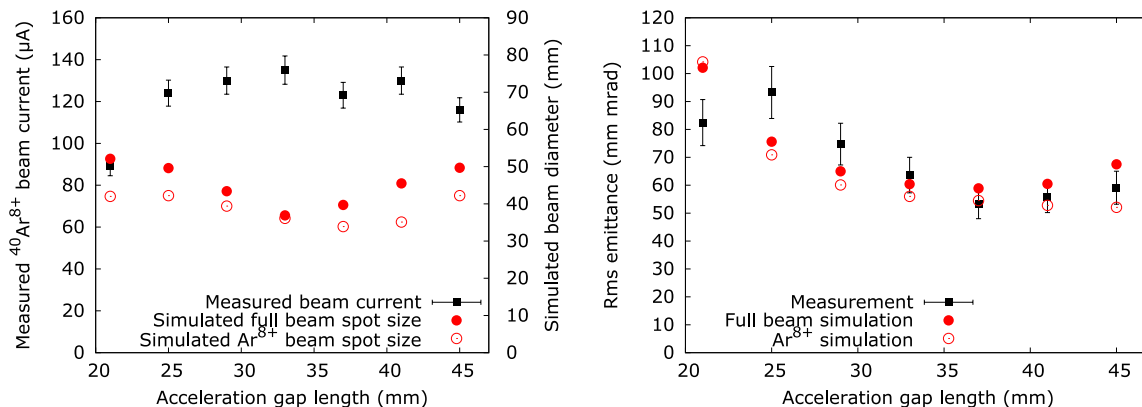 Measured ⁴⁰Ar⁸⁺ beam current (μA)
160
140
120
100
80
60
40
20
0
90
80
70
60
50
40
30
20
10
0
Simulated beam diameter (mm)
Measured beam current
Simulated full beam spot size
Simulated Ar⁸⁺ beam spot size
20 25 30 35 40 45
Acceleration gap length (mm)
Rms emittance (mm mrad)
120
110
100
90
80
70
60
50
40
30
20
10
0
Measurement
Full beam simulation
Ar⁸⁺ simulation
20 25 30 35 40 45
Acceleration gap length (mm)